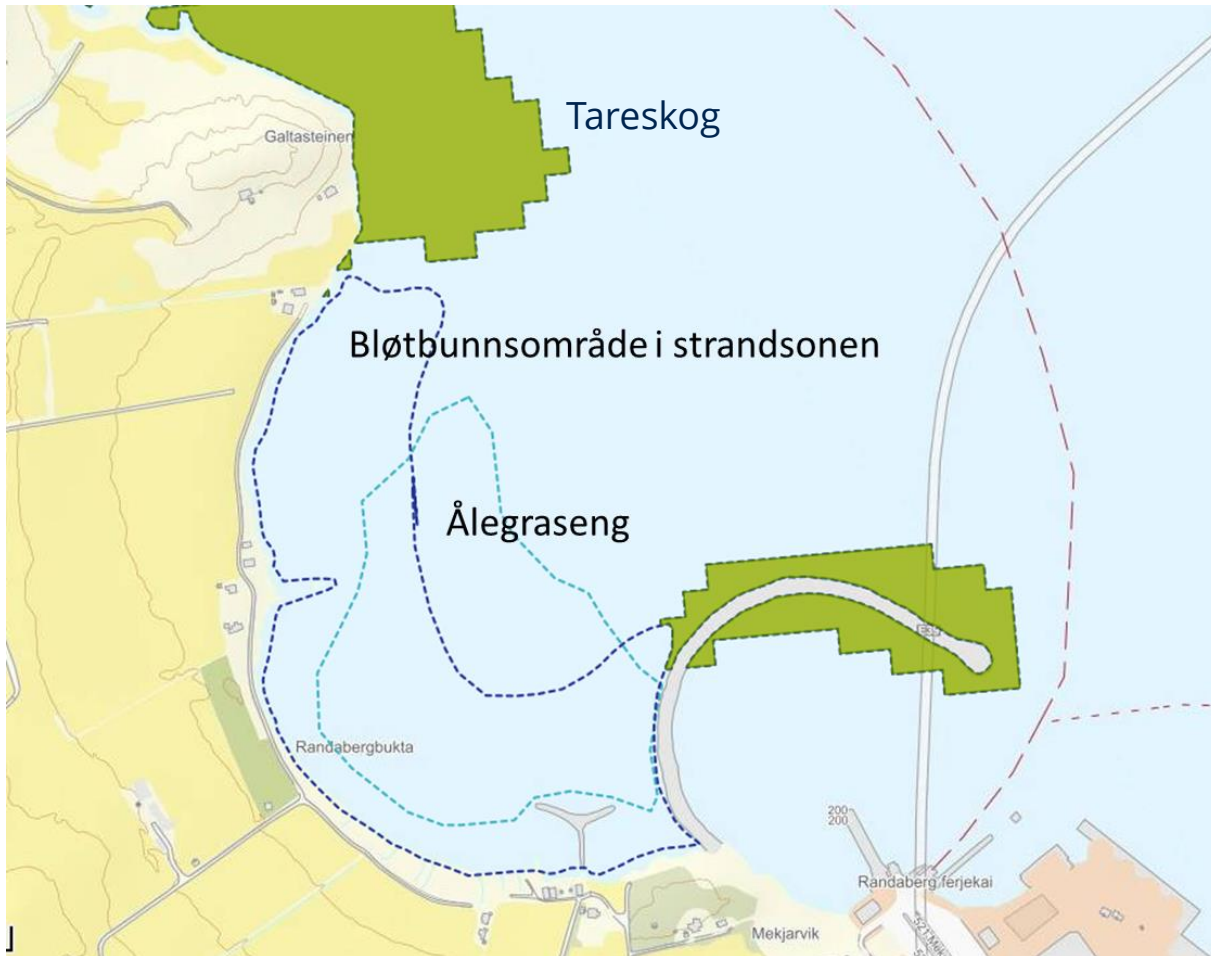 Tareskog
Galtasteinen
Bløtbunnsområde i strandsonen
Ålegraseng
Randabergbukta
200
200
Randaberg ferjekai
Mekjarvik